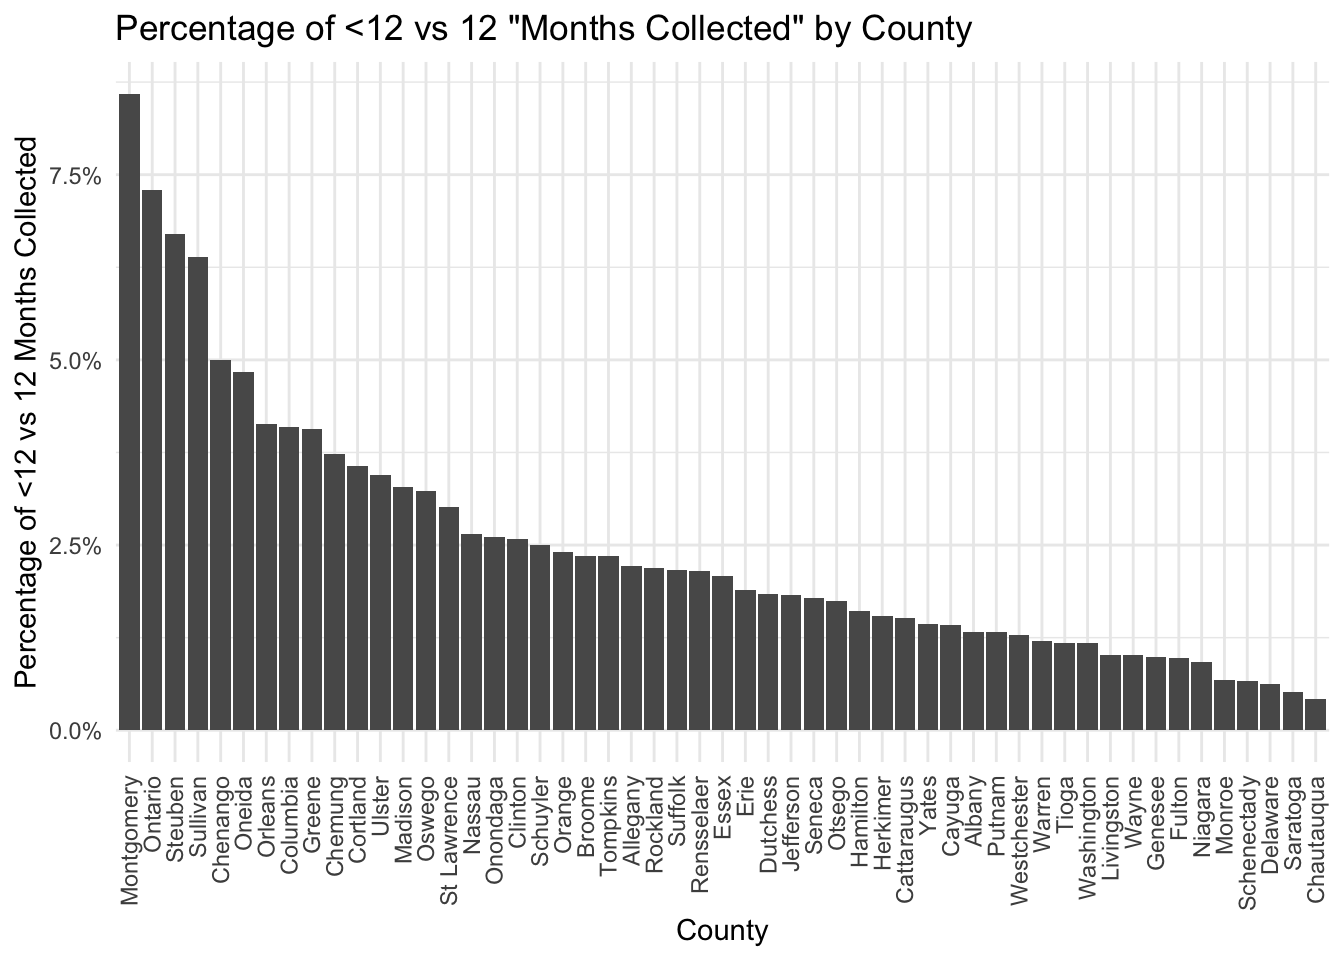 Percentage of <12 vs 12 "Months Collected" by County
Percentage of <12 vs 12 Months Collected
7.5%
5.0%
2.5%
0.0%
Montgomery
Ontario
Steuben
Sullivan
Chenango
Oneida
Orleans
Columbia
Greene
Chemung
Cortland
Ulster
Madison
Oswego
St Lawrence
Nassau
Onondaga
Clinton
Schuyler
Orange
Broome
Tompkins
Allegany
Rockland
Suffolk
Rensselaer
Essex
Erie
Dutchess
Jefferson
Seneca
Otsego
Hamilton
Herkimer
Cattaraugus
Yates
Cayuga
Albany
Putnam
Westchester
Warren
Tioga
Washington
Livingston
Wayne
Genesee
Fulton
Niagara
Monroe
Schenectady
Delaware
Saratoga
Chautauqua
County